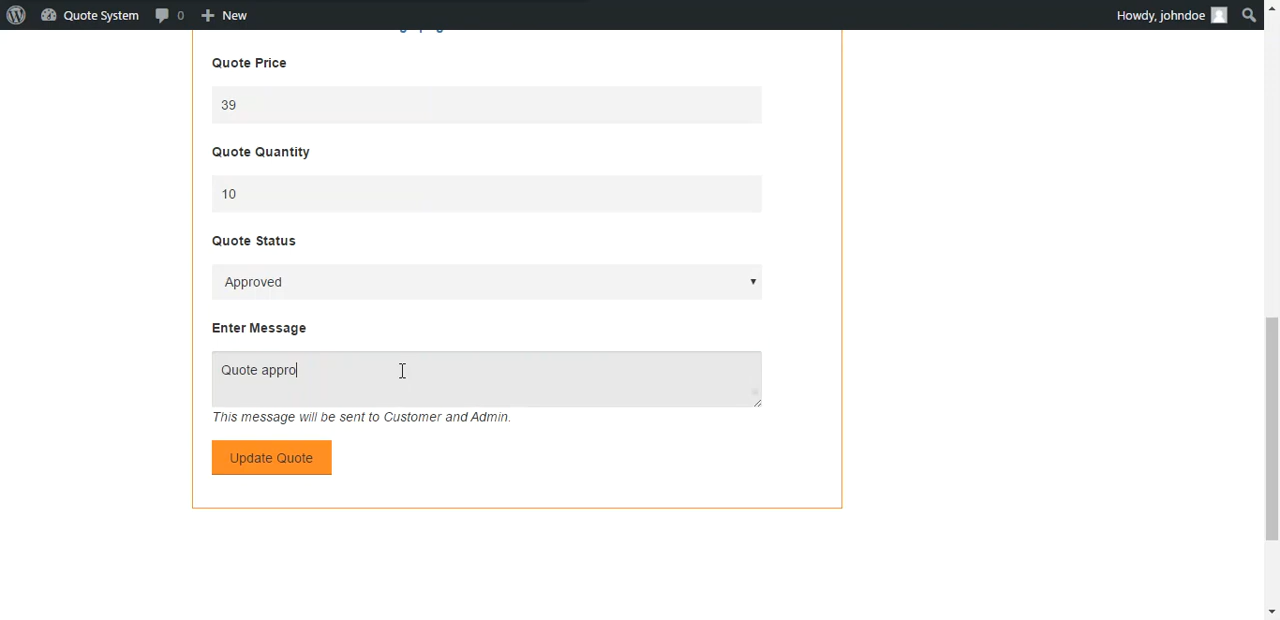 Quote System 0 New Howdy, johndoe
Quote Price
39
Quote Quantity
10
Quote Status
Approved
Enter Message
Quote appro
This message will be sent to Customer and Admin.
Update Quote